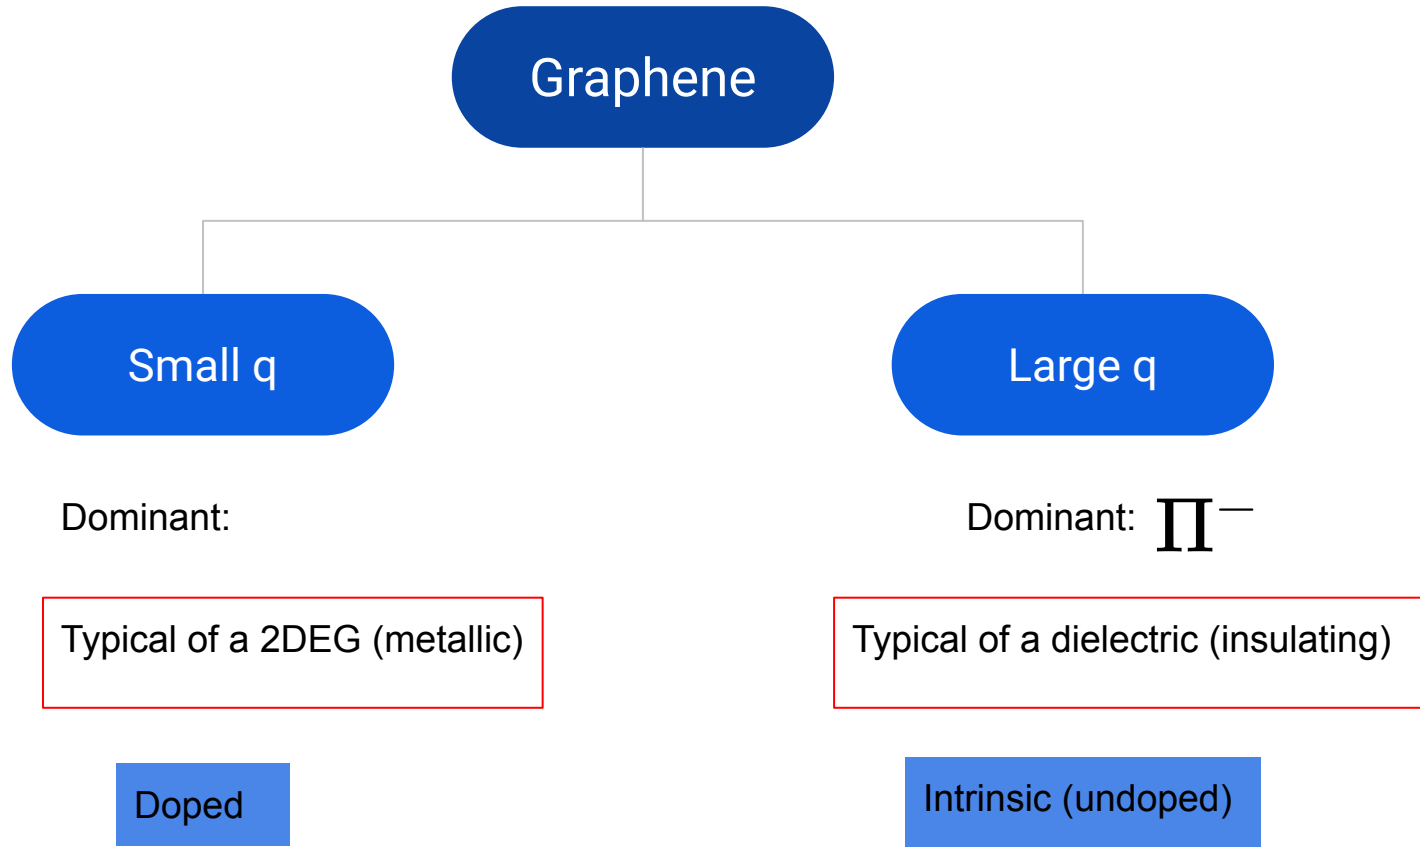 Graphene
Small q
Large q
Dominant:
Dominant: Π⁻
Typical of a 2DEG (metallic)
Typical of a dielectric (insulating)
Doped
Intrinsic (undoped)